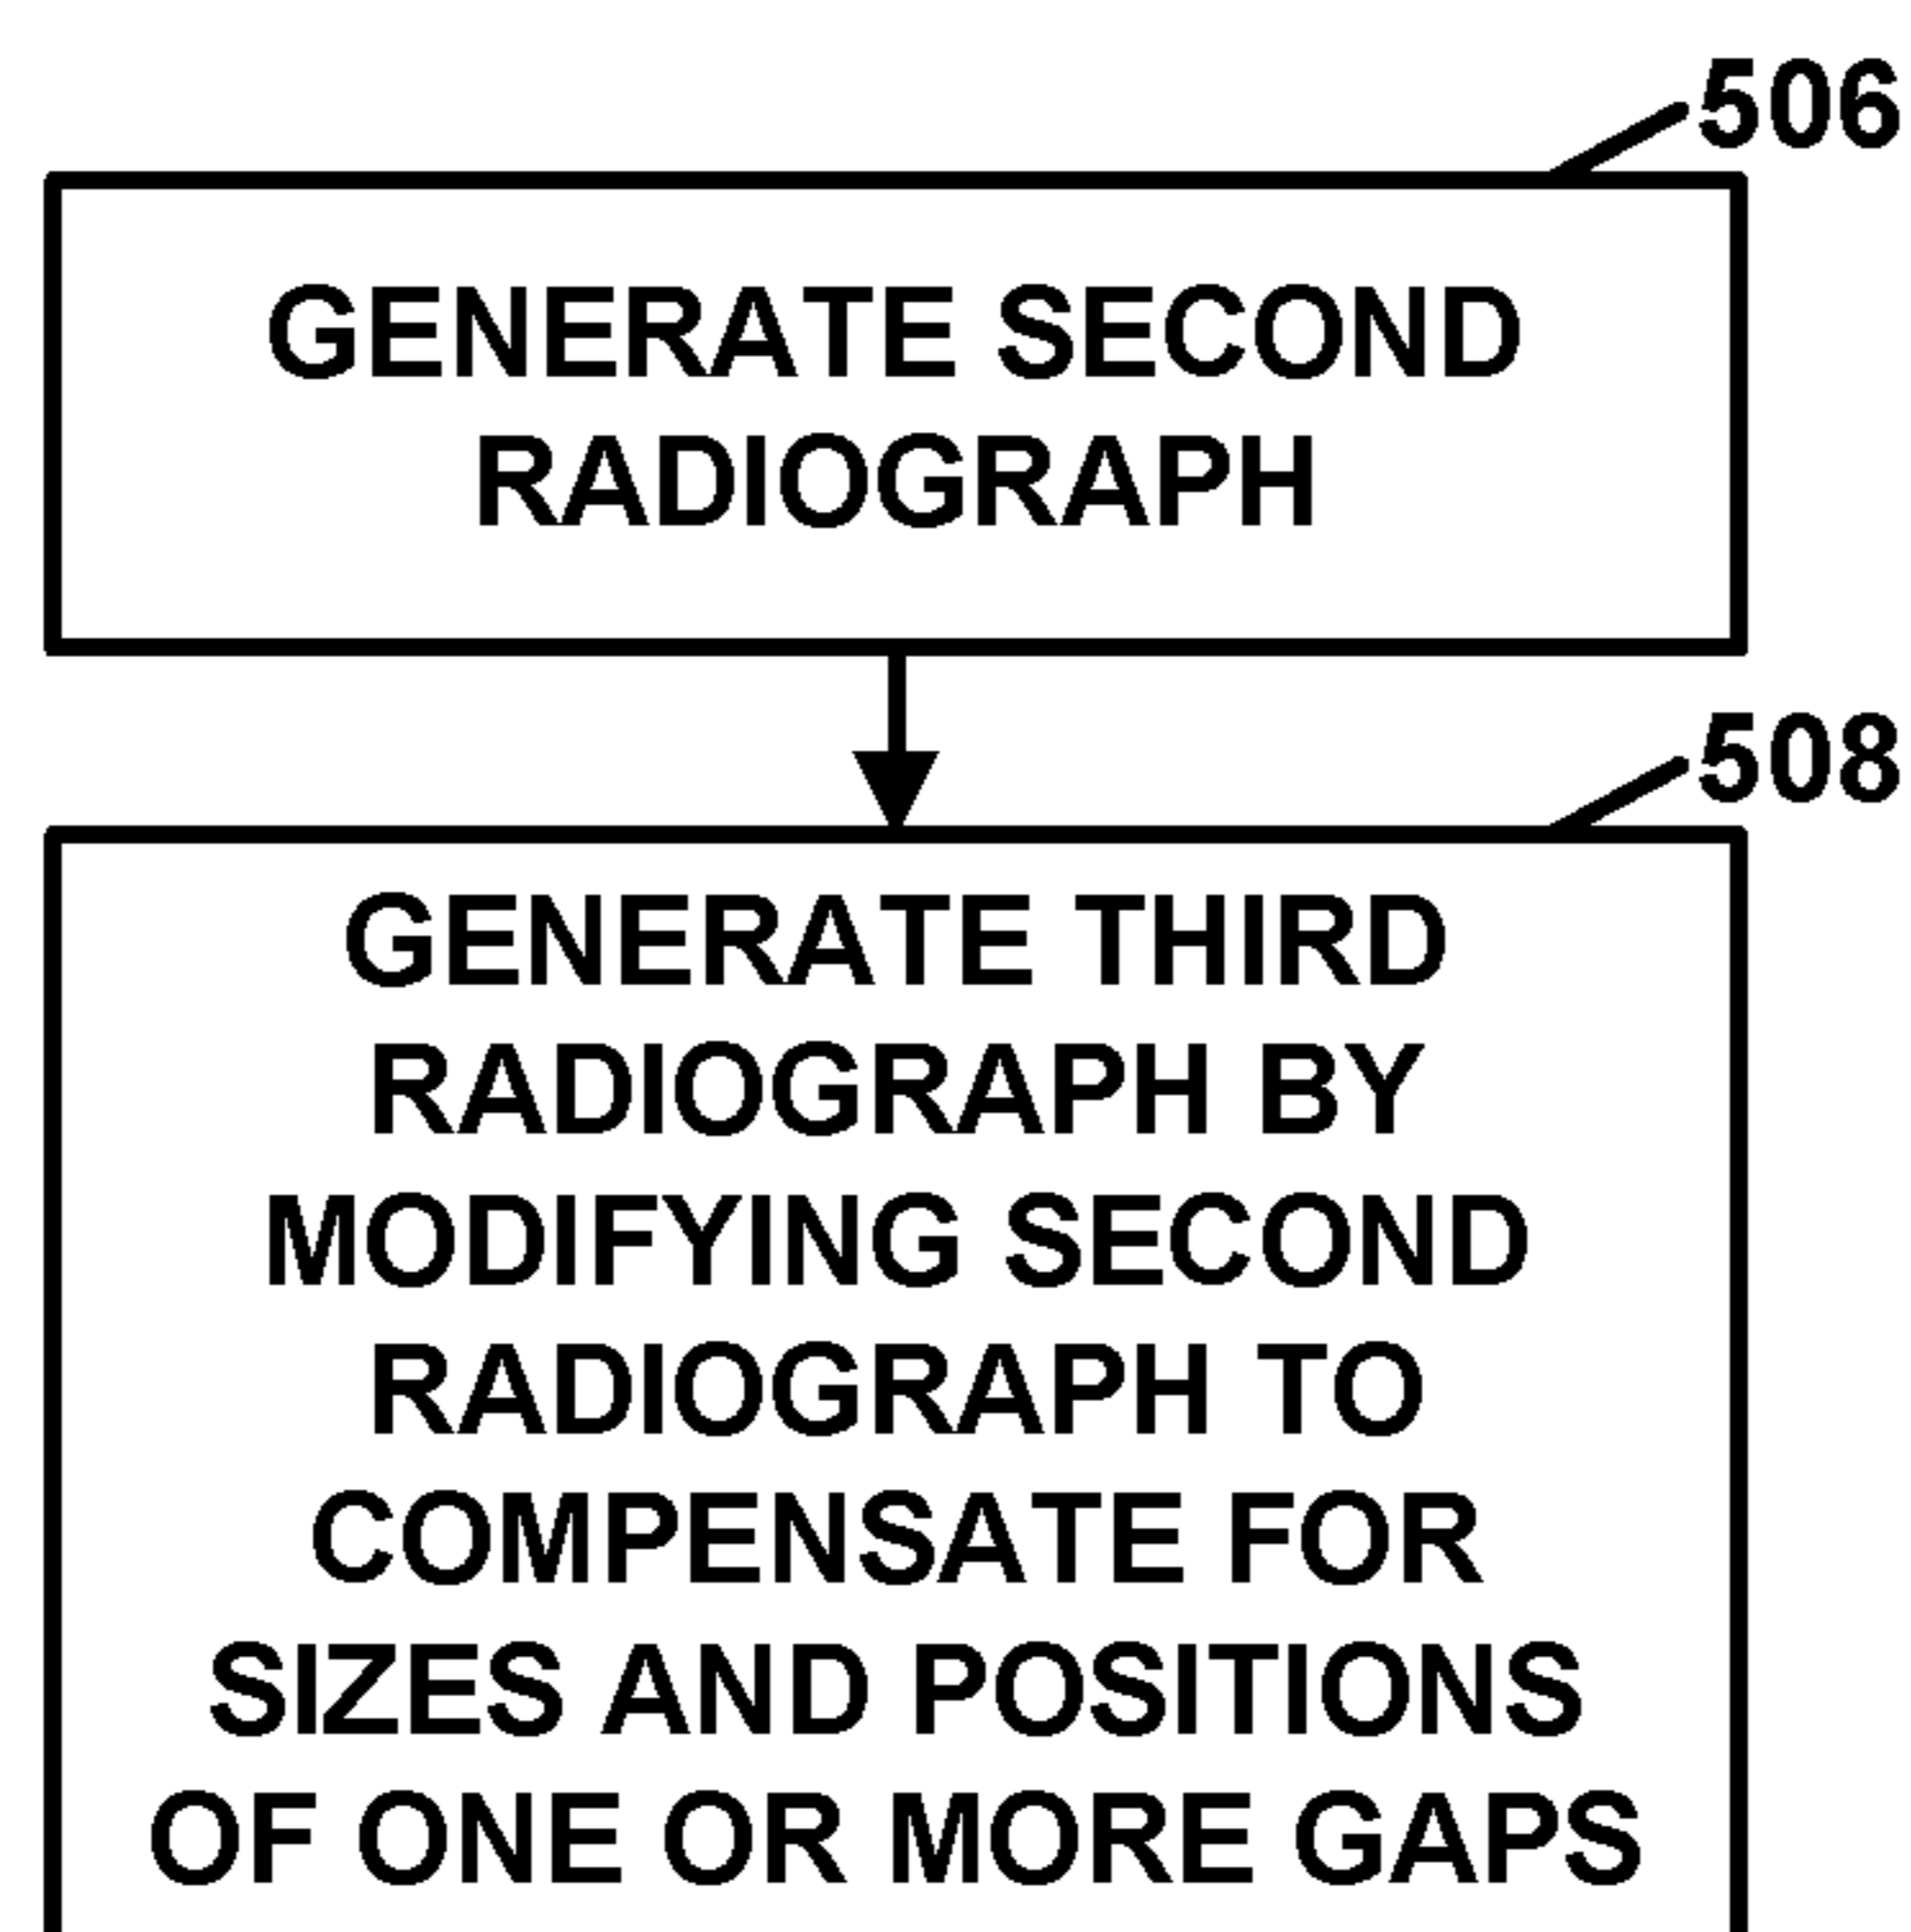 506
GENERATE SECOND
RADIOGRAPH
508
GENERATE THIRD
RADIOGRAPH BY
MODIFYING SECOND
RADIOGRAPH TO
COMPENSATE FOR
SIZES AND POSITIONS
OF ONE OR MORE GAPS